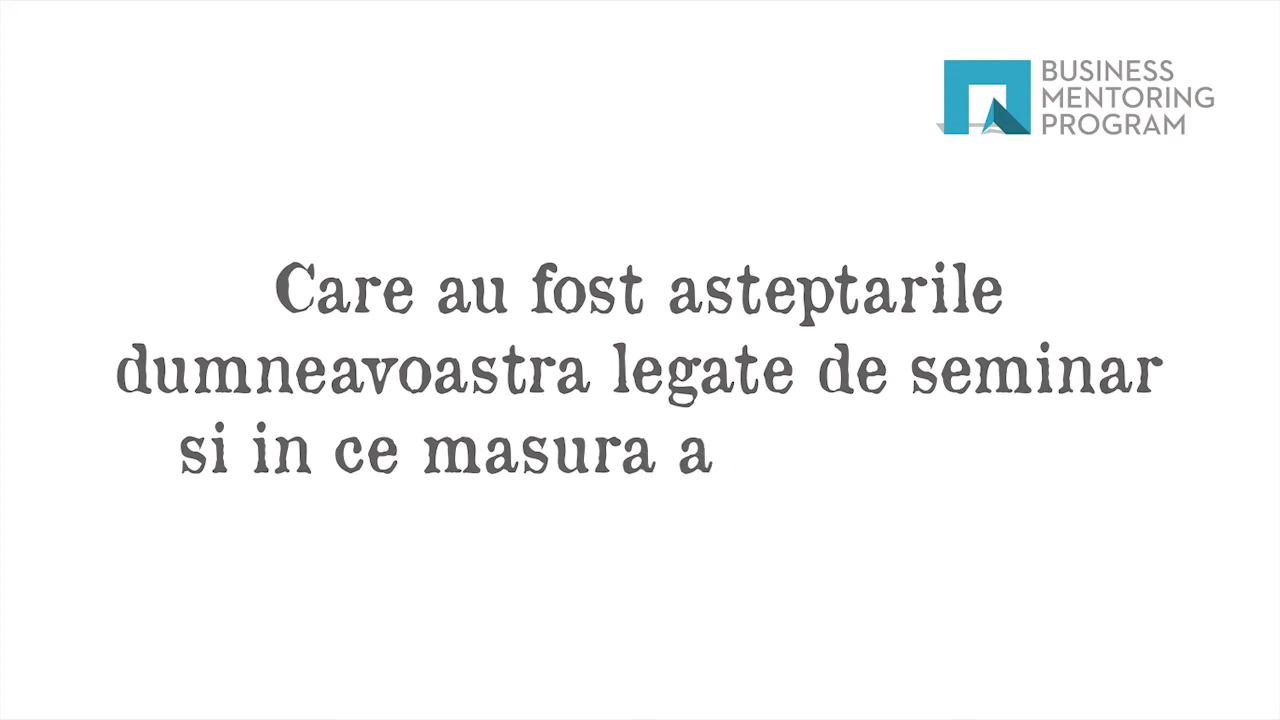 BUSINESS
MENTORING
PROGRAM
Care au fost asteptarile
dumneavoastra legate de seminar
si in ce masura a